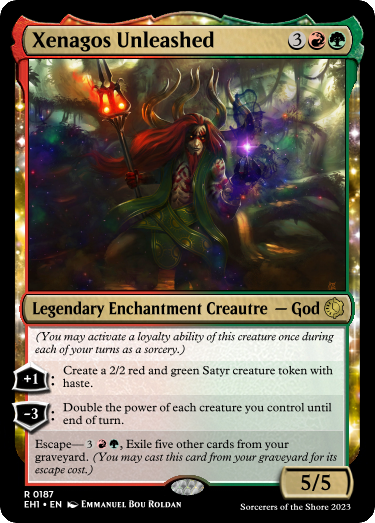 Xenagos Unleashed 3
Legendary Enchantment Creautre — God
(You may activate a loyalty ability of this creature once during
each of your turns as a sorcery.)
+1: Create a 2/2 red and green Satyr creature token with
haste.
-3: Double the power of each creature you control until
end of turn.
Escape— 3 , Exile five other cards from your
graveyard. (You may cast this card from your graveyard for its
escape cost.)
5/5
R 0187
EH1 • EN Emmanuel Bou Roldan
Sorcerers of the Shore 2023